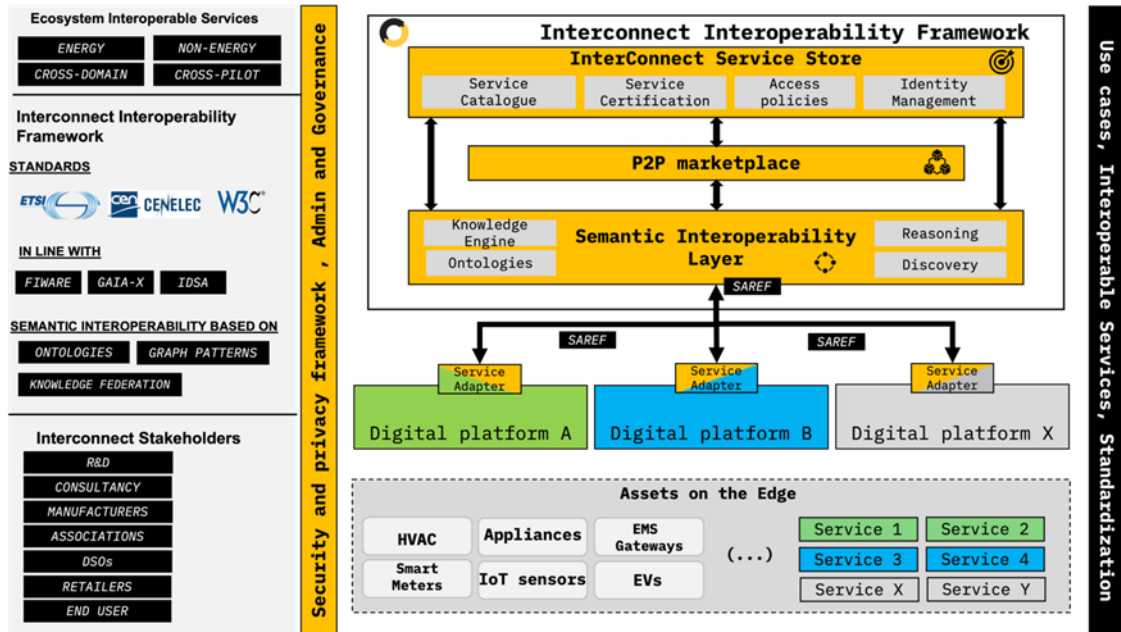 Ecosystem Interoperable Services
ENERGY
NON-ENERGY
CROSS-DOMAIN
CROSS-PILOT
Interconnect Interoperability
Framework
STANDARDS
ETSI
cen
CENELEC
W3C®
IN LINE WITH
FIWARE
GAIA-X
IDSA
SEMANTIC INTEROPERABILITY BASED ON
ONTOLOGIES
GRAPH PATTERNS
KNOWLEDGE FEDERATION
Interconnect Stakeholders
R&D
CONSULTANCY
MANUFACTURERS
ASSOCIATIONS
DSOs
RETAILERS
END USER
Security and privacy framework , Admin and Governance
Interconnect Interoperability Framework
InterConnect Service Store
Service
Catalogue
Service
Certification
Access
policies
Identity
Management
P2P marketplace
Knowledge
Engine
Ontologies
Semantic Interoperability
Layer
Reasoning
Discovery
SAREF
SAREF
SAREF
Service
Adapter
Service
Adapter
Service
Adapter
Digital platform A
Digital platform B
Digital platform X
Assets on the Edge
HVAC
Appliances
EMS
Gateways
Smart
Meters
IoT sensors
EVs
(...)
Service 1
Service 2
Service 3
Service 4
Service X
Service Y
Use cases, Interoperable Services, Standardization